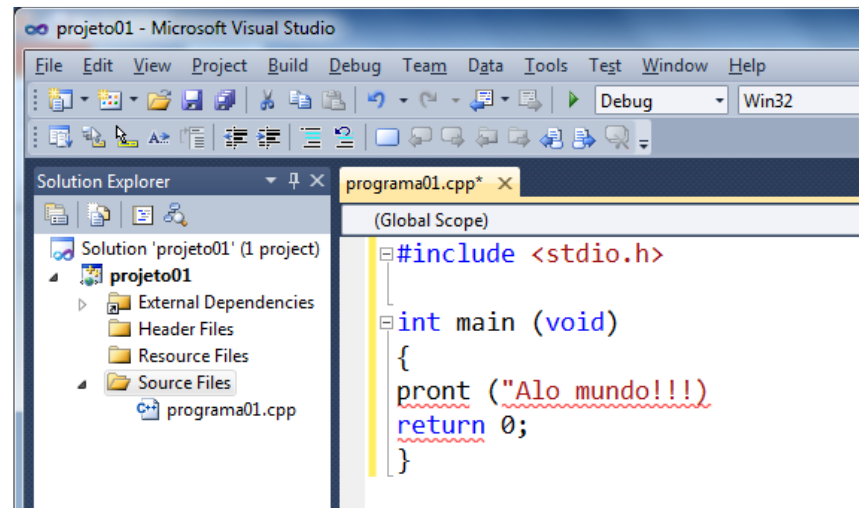 projeto01 - Microsoft Visual Studio
File Edit View Project Build Debug Team Data Tools Test Window Help
Debug Win32
Solution Explorer
programa01.cpp*
(Global Scope)
Solution 'projeto01' (1 project)
projeto01
External Dependencies
Header Files
Resource Files
Source Files
programa01.cpp
#include <stdio.h>
int main (void)
{
pront ("Alo mundo!!!)
return 0;
}